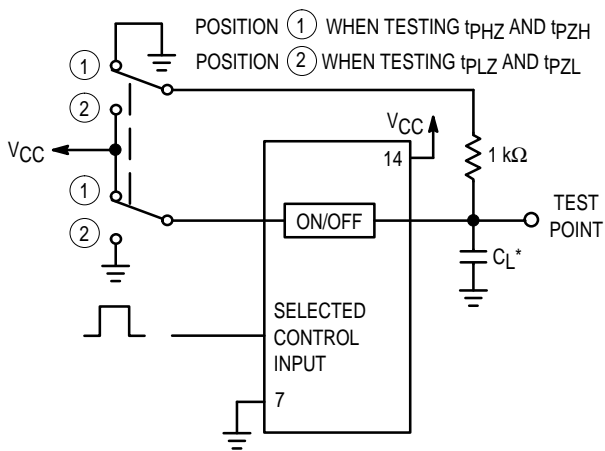 POSITION 1 WHEN TESTING tPHZ AND tPZH
POSITION 2 WHEN TESTING tPLZ AND tPZL
1
2
VCC
1
2
VCC
14
1 kΩ
ON/OFF
TEST
POINT
CL*
SELECTED
CONTROL
INPUT
7